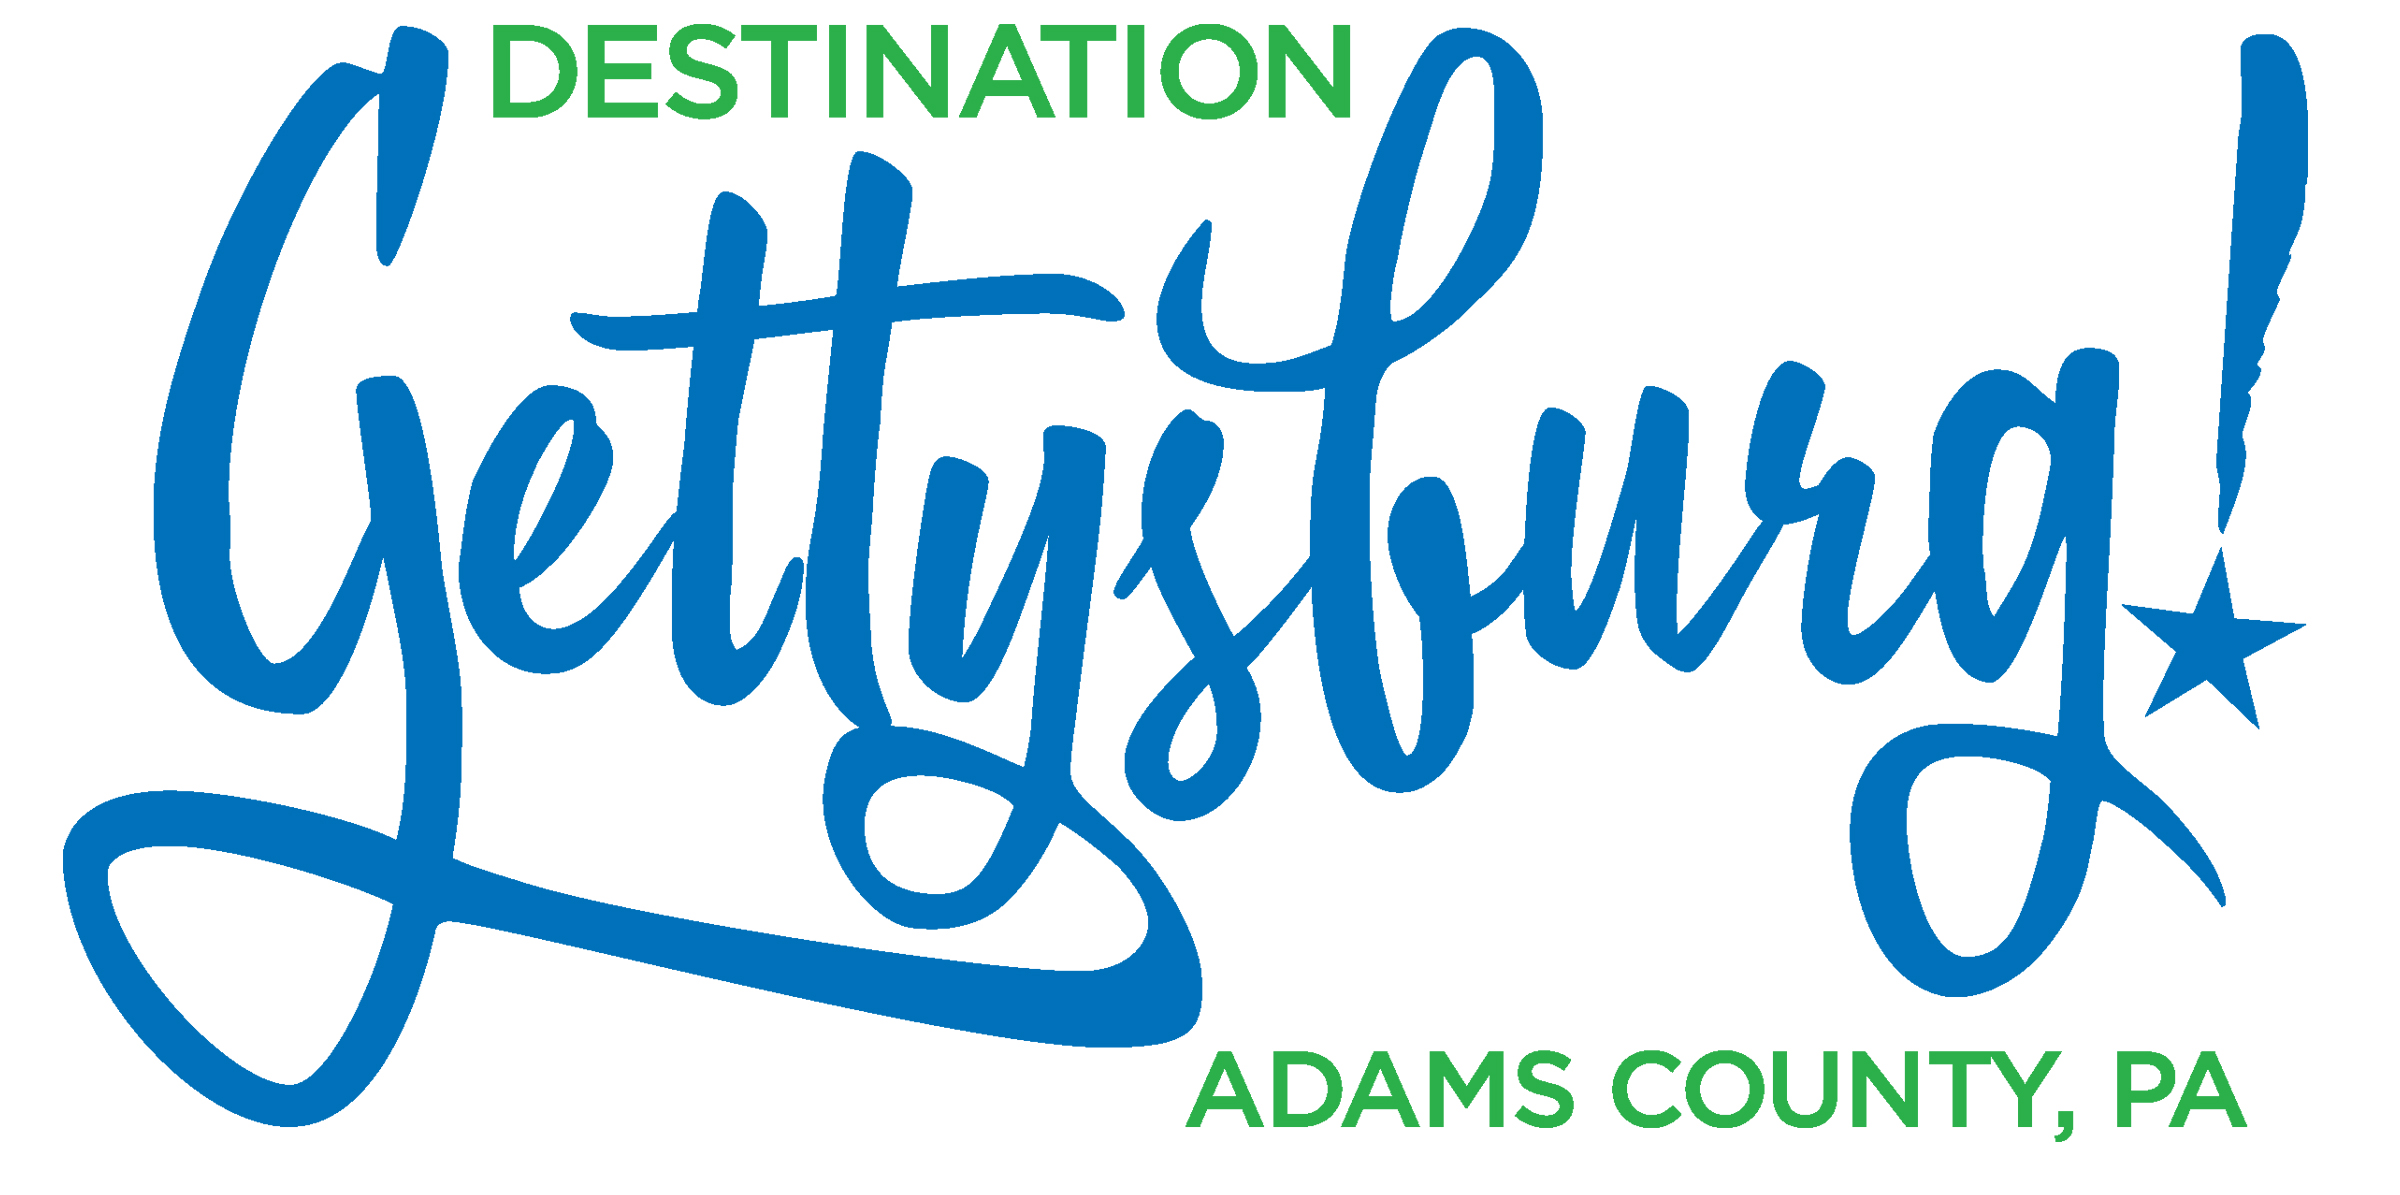 DESTINATION
Gettysburg!
ADAMS COUNTY, PA